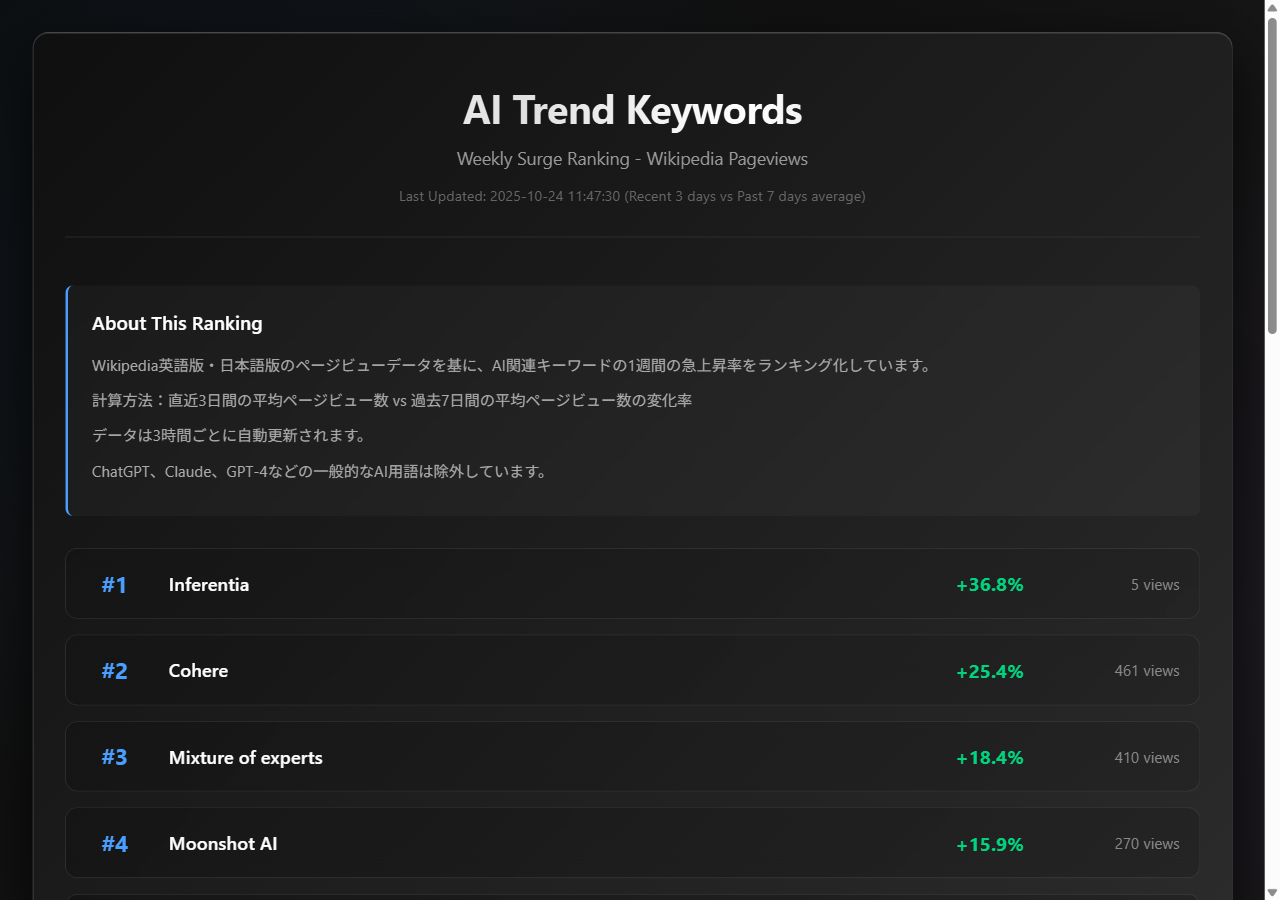 AI Trend Keywords
Weekly Surge Ranking - Wikipedia Pageviews
Last Updated: 2025-10-24 11:47:30 (Recent 3 days vs Past 7 days average)
About This Ranking
Wikipedia英語版・日本語版のページビューデータを基に、AI関連キーワードの1週間の急上昇率をランキング化しています。
計算方法：直近3日間の平均ページビュー数 vs 過去7日間の平均ページビュー数の変化率
データは3時間ごとに自動更新されます。
ChatGPT、Claude、GPT-4などの一般的なAI用語は除外しています。
#1 Inferentia +36.8% 5 views
#2 Cohere +25.4% 461 views
#3 Mixture of experts +18.4% 410 views
#4 Moonshot AI +15.9% 270 views